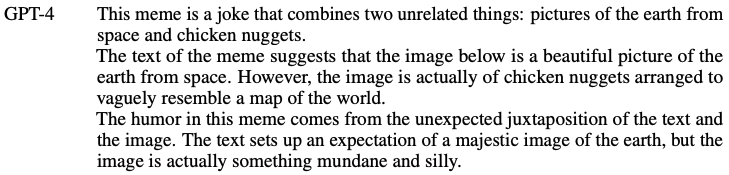 GPT-4 This meme is a joke that combines two unrelated things: pictures of the earth from
space and chicken nuggets.
The text of the meme suggests that the image below is a beautiful picture of the
earth from space. However, the image is actually of chicken nuggets arranged to
vaguely resemble a map of the world.
The humor in this meme comes from the unexpected juxtaposition of the text and
the image. The text sets up an expectation of a majestic image of the earth, but the
image is actually something mundane and silly.